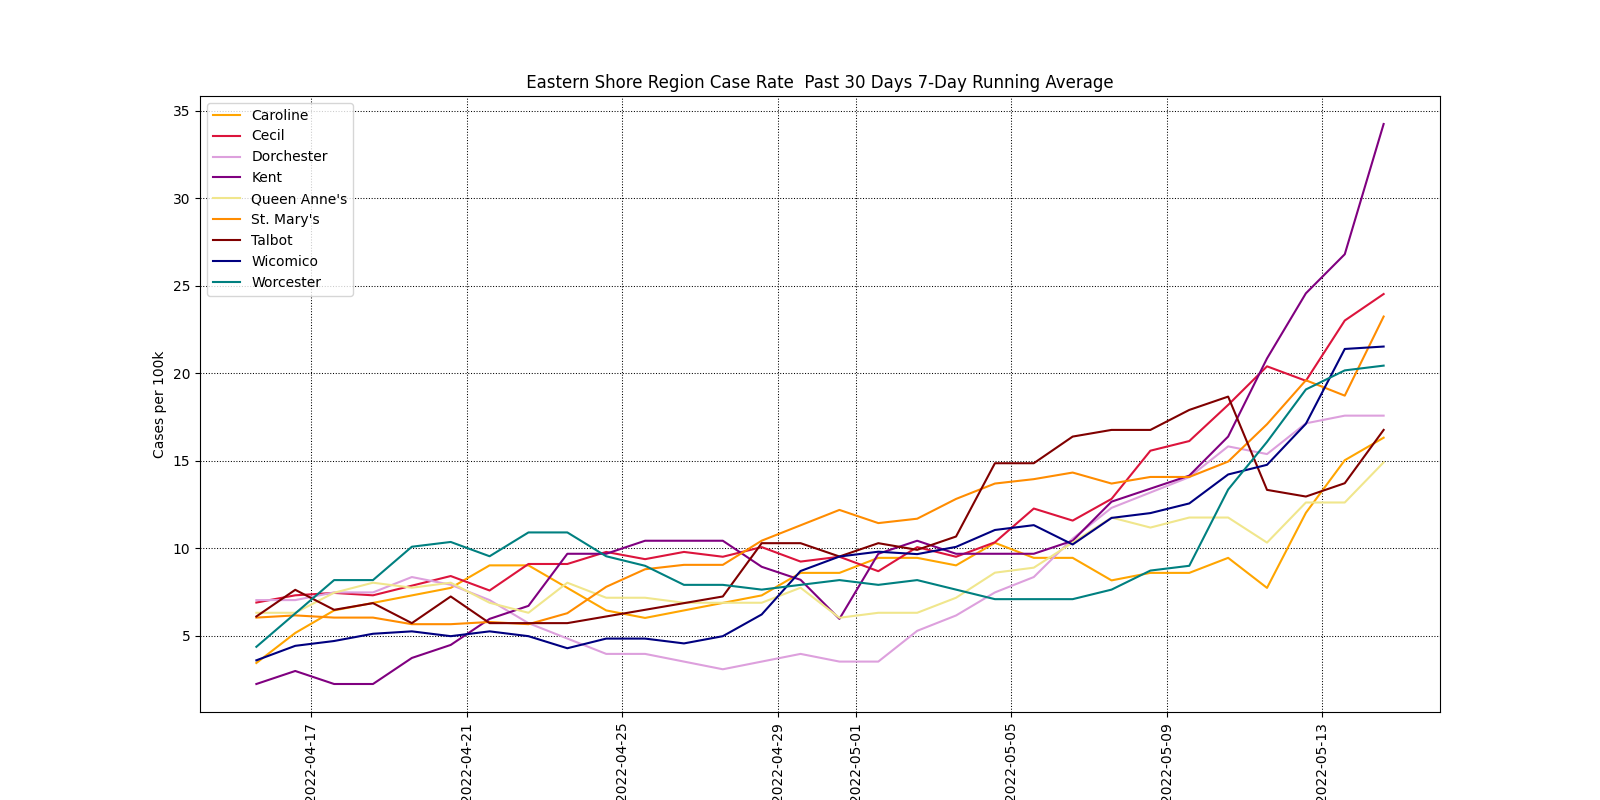 Eastern Shore Region Case Rate  Past 30 Days 7-Day Running Average
Cases per 100k
35
30
25
20
15
10
5
Caroline
Cecil
Dorchester
Kent
Queen Anne's
St. Mary's
Talbot
Wicomico
Worcester
2022-04-17
2022-04-21
2022-04-25
2022-04-29
2022-05-01
2022-05-05
2022-05-09
2022-05-13